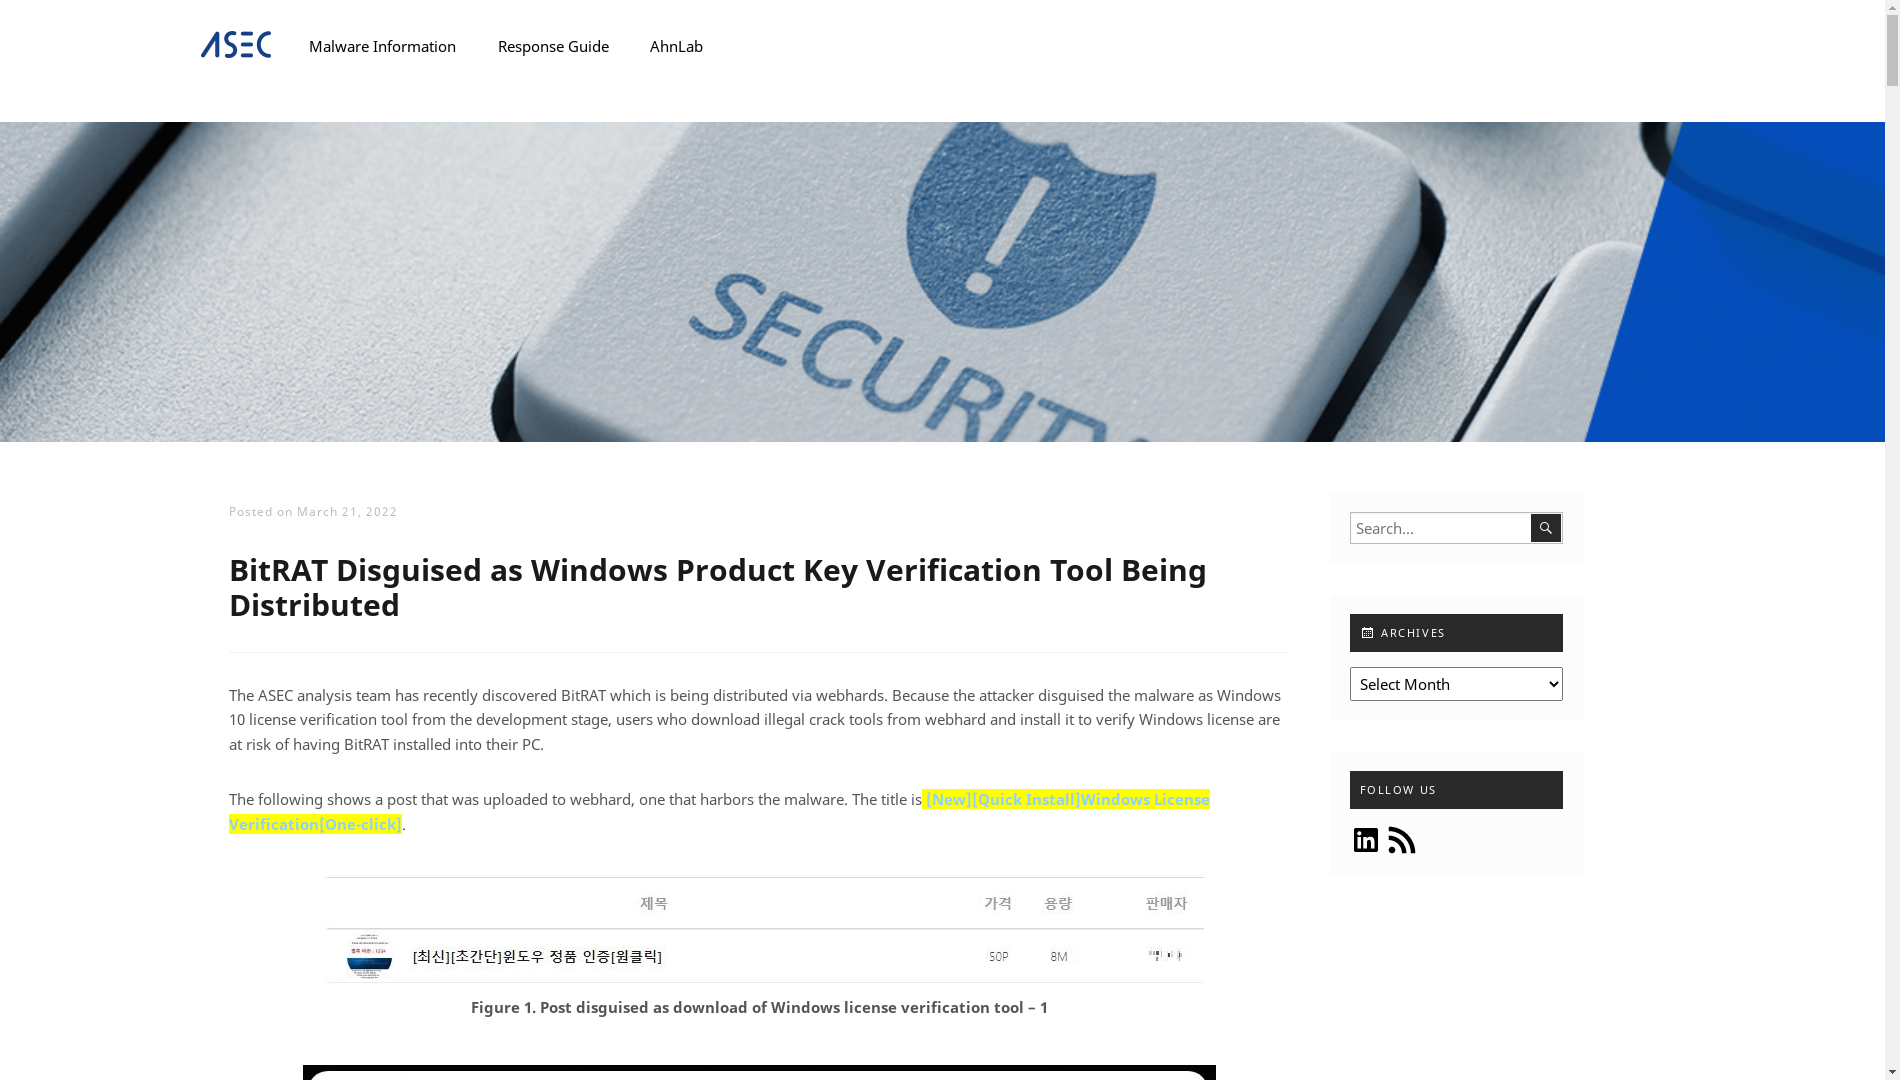 ASEC Malware Information Response Guide AhnLab
SECURITY
Posted on March 21, 2022
BitRAT Disguised as Windows Product Key Verification Tool Being
Distributed
The ASEC analysis team has recently discovered BitRAT which is being distributed via webhards. Because the attacker disguised the malware as Windows
10 license verification tool from the development stage, users who download illegal crack tools from webhard and install it to verify Windows license are
at risk of having BitRAT installed into their PC.
The following shows a post that was uploaded to webhard, one that harbors the malware. The title is [New][Quick Install]Windows License
Verification[One-click].
제목 가격 용량 판매자
[최신][초간단]윈도우 정품 인증[원클릭] 50P 8M
Figure 1. Post disguised as download of Windows license verification tool – 1
Search...
ARCHIVES
Select Month
FOLLOW US